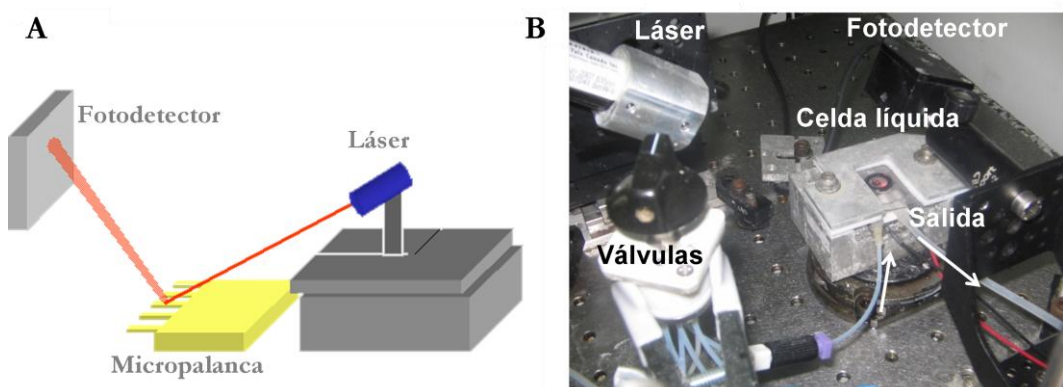 A
Fotodetector
Láser
Micropalanca
B
Láser
Fotodetector
Celda líquida
Salida
Válvulas